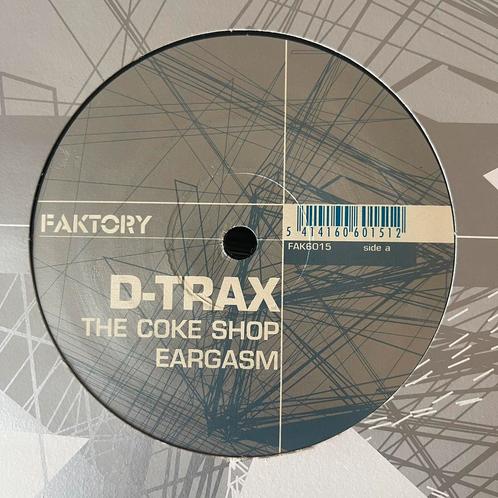 FAKTORY
5 414160 601512
FAK6015 side a
D-TRAX
THE COKE SHOP
EARGASM